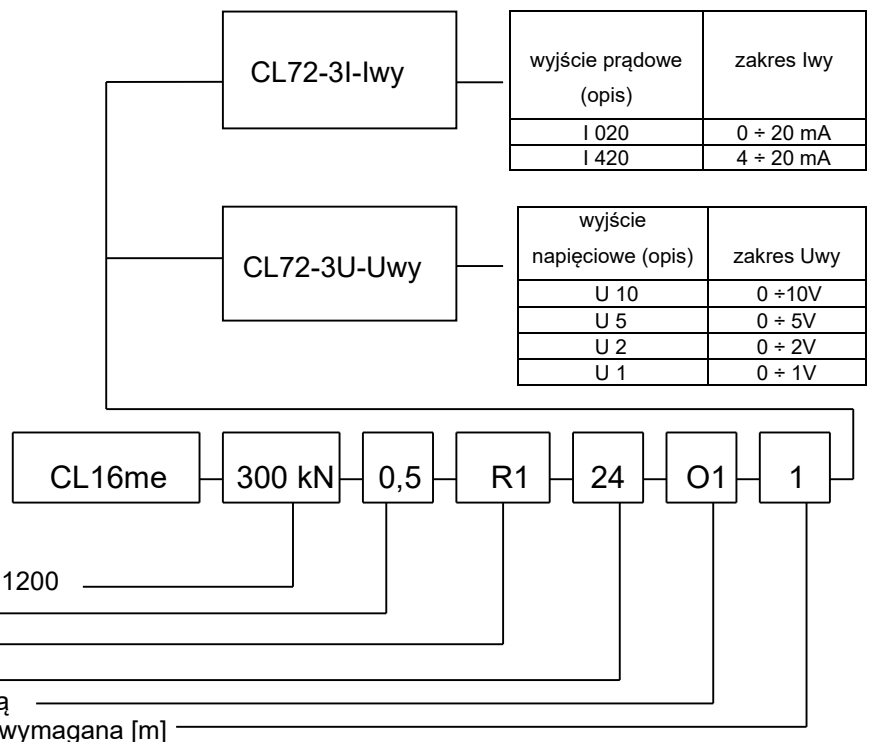 CL72-3I-Iwy
wyjście prądowe (opis)
zakres Iwy
I 020
0 ÷ 20 mA
I 420
4 ÷ 20 mA
CL72-3U-Uwy
wyjście napięciowe (opis)
zakres Uwy
U 10
0 ÷10V
U 5
0 ÷ 5V
U 2
0 ÷ 2V
U 1
0 ÷ 1V
CL16me
300 kN
0,5
R1
24
O1
1
1200
ą
wymagana [m]